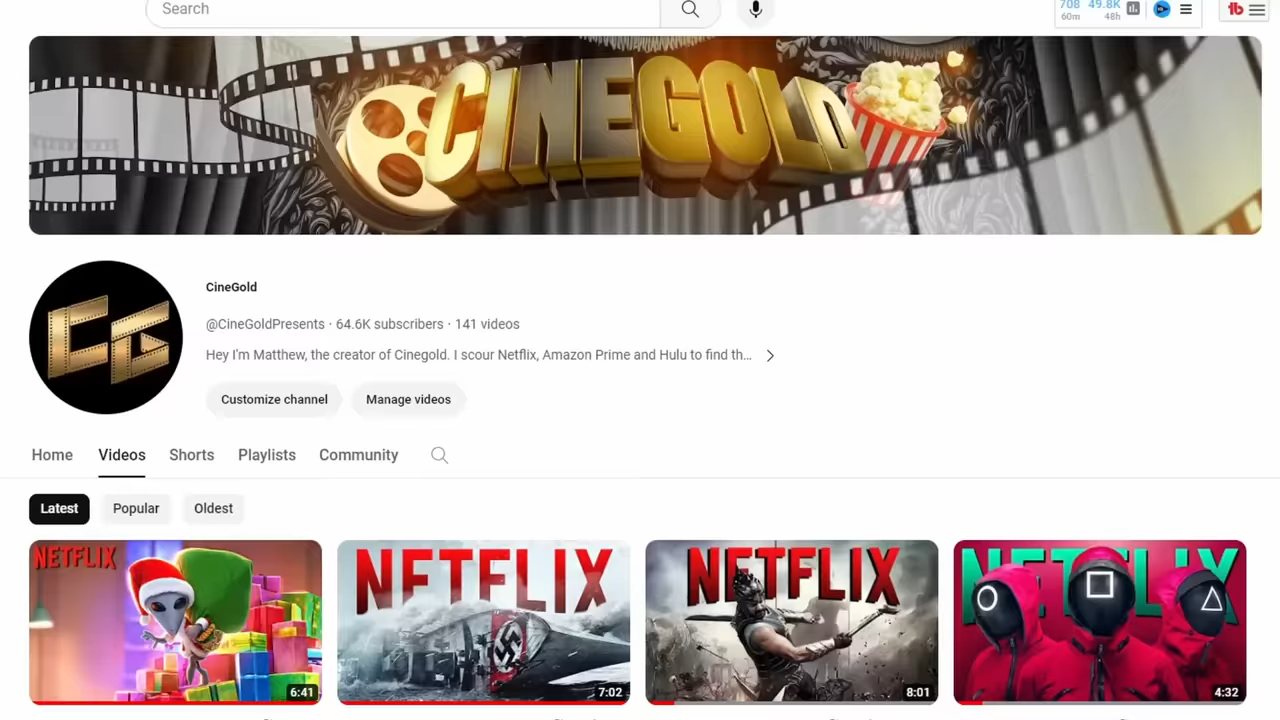 Search
70B 49.8K
60m 48h
tb
CINEGOLD
CG
CineGold
@CineGoldPresents · 64.6K subscribers · 141 videos
Hey I'm Matthew, the creator of Cinegold. I scour Netflix, Amazon Prime and Hulu to find th...
Customize channel Manage videos
Home Videos Shorts Playlists Community
Latest Popular Oldest
NETFLIX NETFLIX NETFLIX NETFLIX
6:41 7:02 8:01 4:32